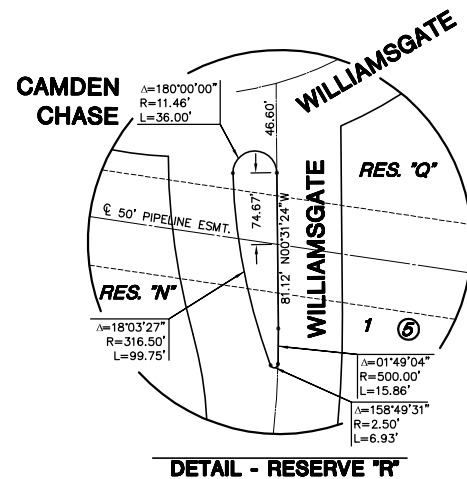 WILLIAMSGATE
CAMDEN
CHASE
Δ=180°00'00"
R=11.46'
L=36.00'
46.60'
RES. "Q"
74.67'
℄ 50' PIPELINE ESMT.
81.12' N00°31'24"W
WILLIAMSGATE
RES. "N"
1 5
Δ=18°03'27"
R=316.50'
L=99.75'
Δ=01°49'04"
R=500.00'
L=15.86'
Δ=158°49'31"
R=2.50'
L=6.93'
DETAIL - RESERVE "R"